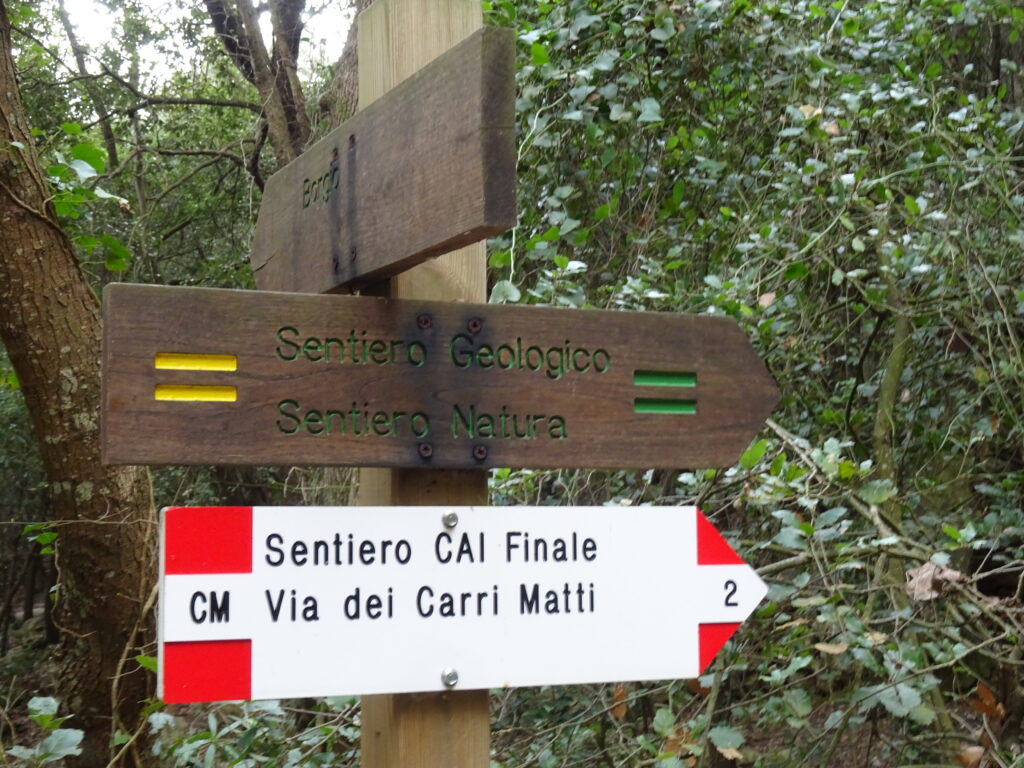 Borgio
Sentiero Geologico
Sentiero Natura
Sentiero CAI Finale
CM Via dei Carri Matti 2